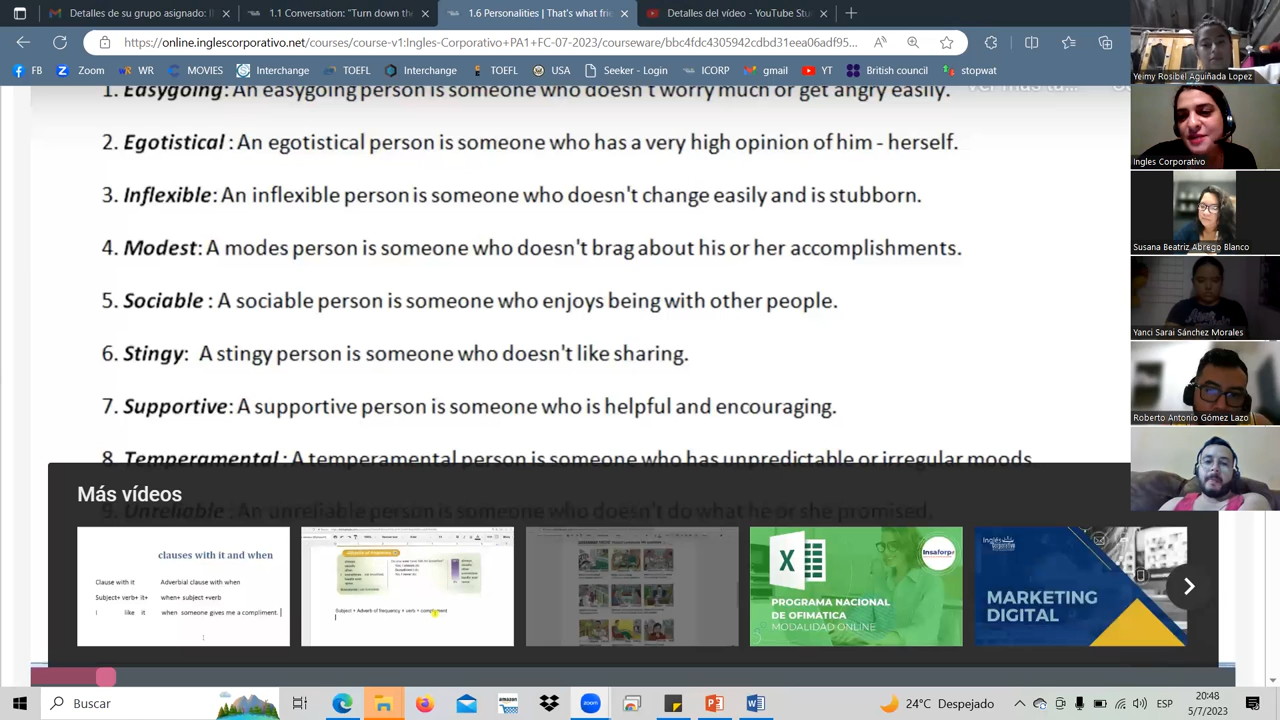 Detalles de su grupo asignado: I
1.1 Conversation: "Turn down th
1.6 Personalities | That's what frie
Detalles del vídeo - YouTube Stu
https://online.inglescorporativo.net/courses/course-v1:Ingles-Corporativo+PA1+FC-07-2023/courseware/bbc4fdc4305942cdbd31eea06adf95...
FB
Zoom
WR
MOVIES
Interchange
TOEFL
Interchange
TOEFL
USA
Seeker - Login
ICORP
gmail
YT
British council
stopwat
1. Easygoing: An easygoing person is someone who doesn't worry much or get angry easily.
2. Egotistical : An egotistical person is someone who has a very high opinion of him - herself.
3. Inflexible: An inflexible person is someone who doesn't change easily and is stubborn.
4. Modest: A modes person is someone who doesn't brag about his or her accomplishments.
5. Sociable : A sociable person is someone who enjoys being with other people.
6. Stingy: A stingy person is someone who doesn't like sharing.
7. Supportive: A supportive person is someone who is helpful and encouraging.
8. Temperamental : A temperamental person is someone who has unpredictable or irregular moods
9. Unreliable: An unreliable person is someone who doesn't do what he or she promised.
Más vídeos
clauses with it and when
Clause with it Adverbial clause with when
Subject+ verb+ it+ when+ subject +verb
I like it when someone gives me a compliment.
Subject + Adverb of frequency + verb + compliment
Insaforp
PROGRAMA NACIONAL
DE OFIMATICA
MODALIDAD ONLINE
MARKETING
DIGITAL
Yeimy Rosibel Aguiñada Lopez
Ingles Corporativo
Susana Beatriz Abrego Blanco
Yanci Sarai Sánchez Morales
Roberto Antonio Gómez Lazo
Buscar
24°C Despejado
ESP
20:48
5/7/2023